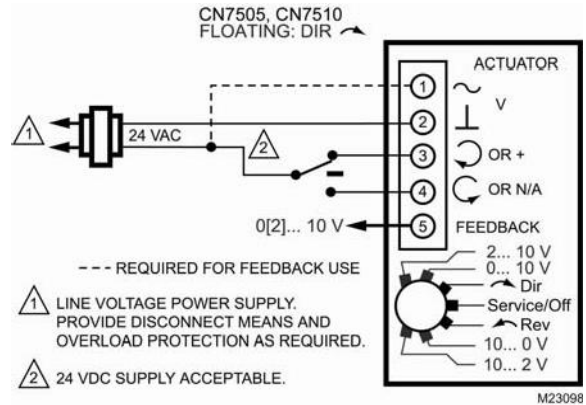 CN7505, CN7510
FLOATING: DIR
ACTUATOR
1
V
2
1
24 VAC
2
3
OR +
4
OR N/A
0[2]... 10 V
5
FEEDBACK
--- REQUIRED FOR FEEDBACK USE
2... 10 V
0... 10 V
Dir
Service/Off
Rev
10... 0 V
10... 2 V
1 LINE VOLTAGE POWER SUPPLY.
PROVIDE DISCONNECT MEANS AND
OVERLOAD PROTECTION AS REQUIRED.
2 24 VDC SUPPLY ACCEPTABLE.
M23098